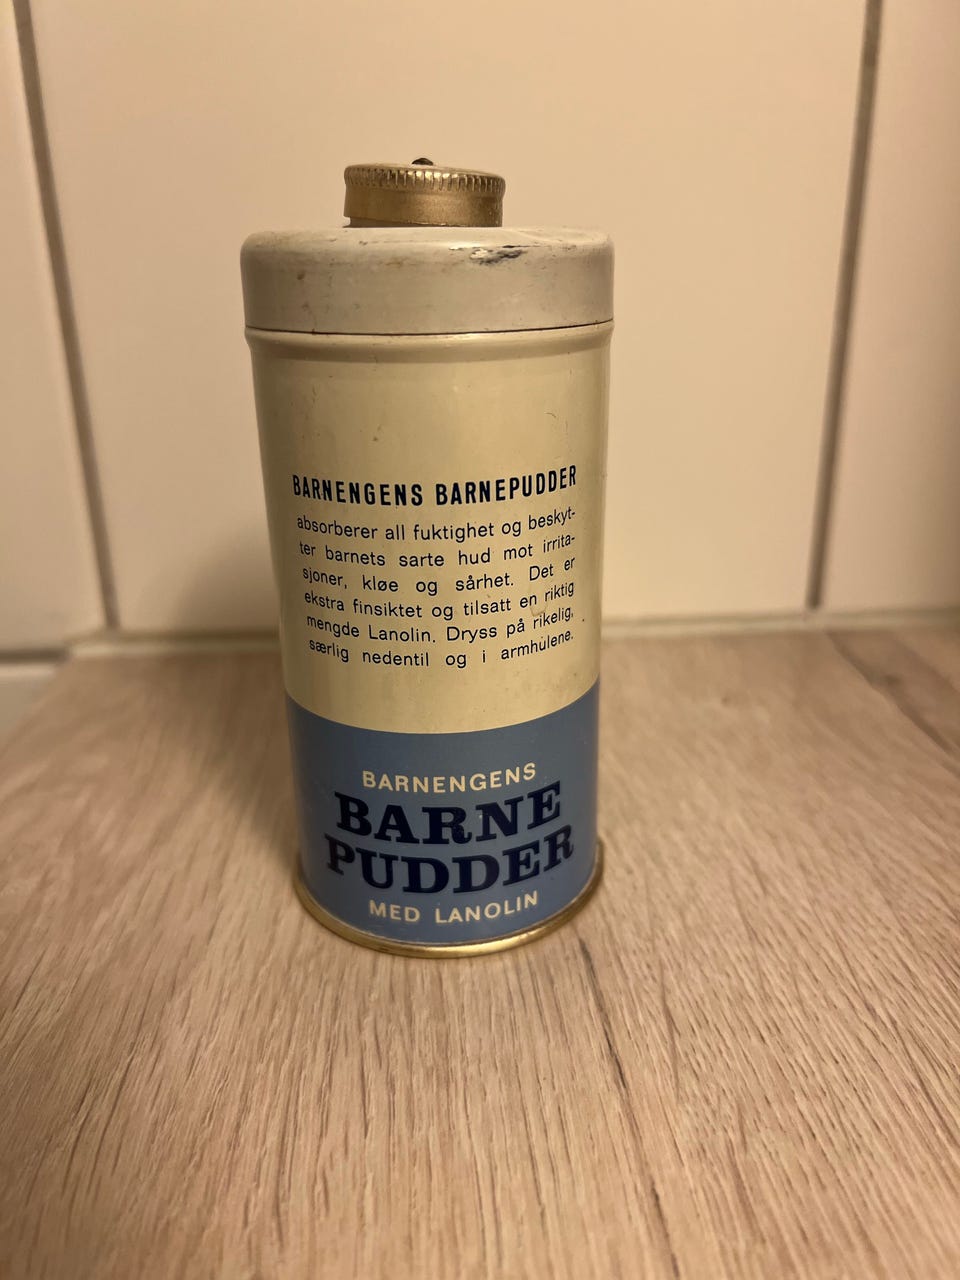 BARNENGENS BARNEPUDDER
absorberer all fuktighet og beskyt-
ter barnets sarte hud mot irrita-
sjoner, kløe og sårhet. Det er
ekstra finsiktet og tilsatt en riktig
mengde Lanolin. Dryss på rikelig,
særlig nedentil og i armhulene.
BARNENGENS
BARNE
PUDDER
MED LANOLIN